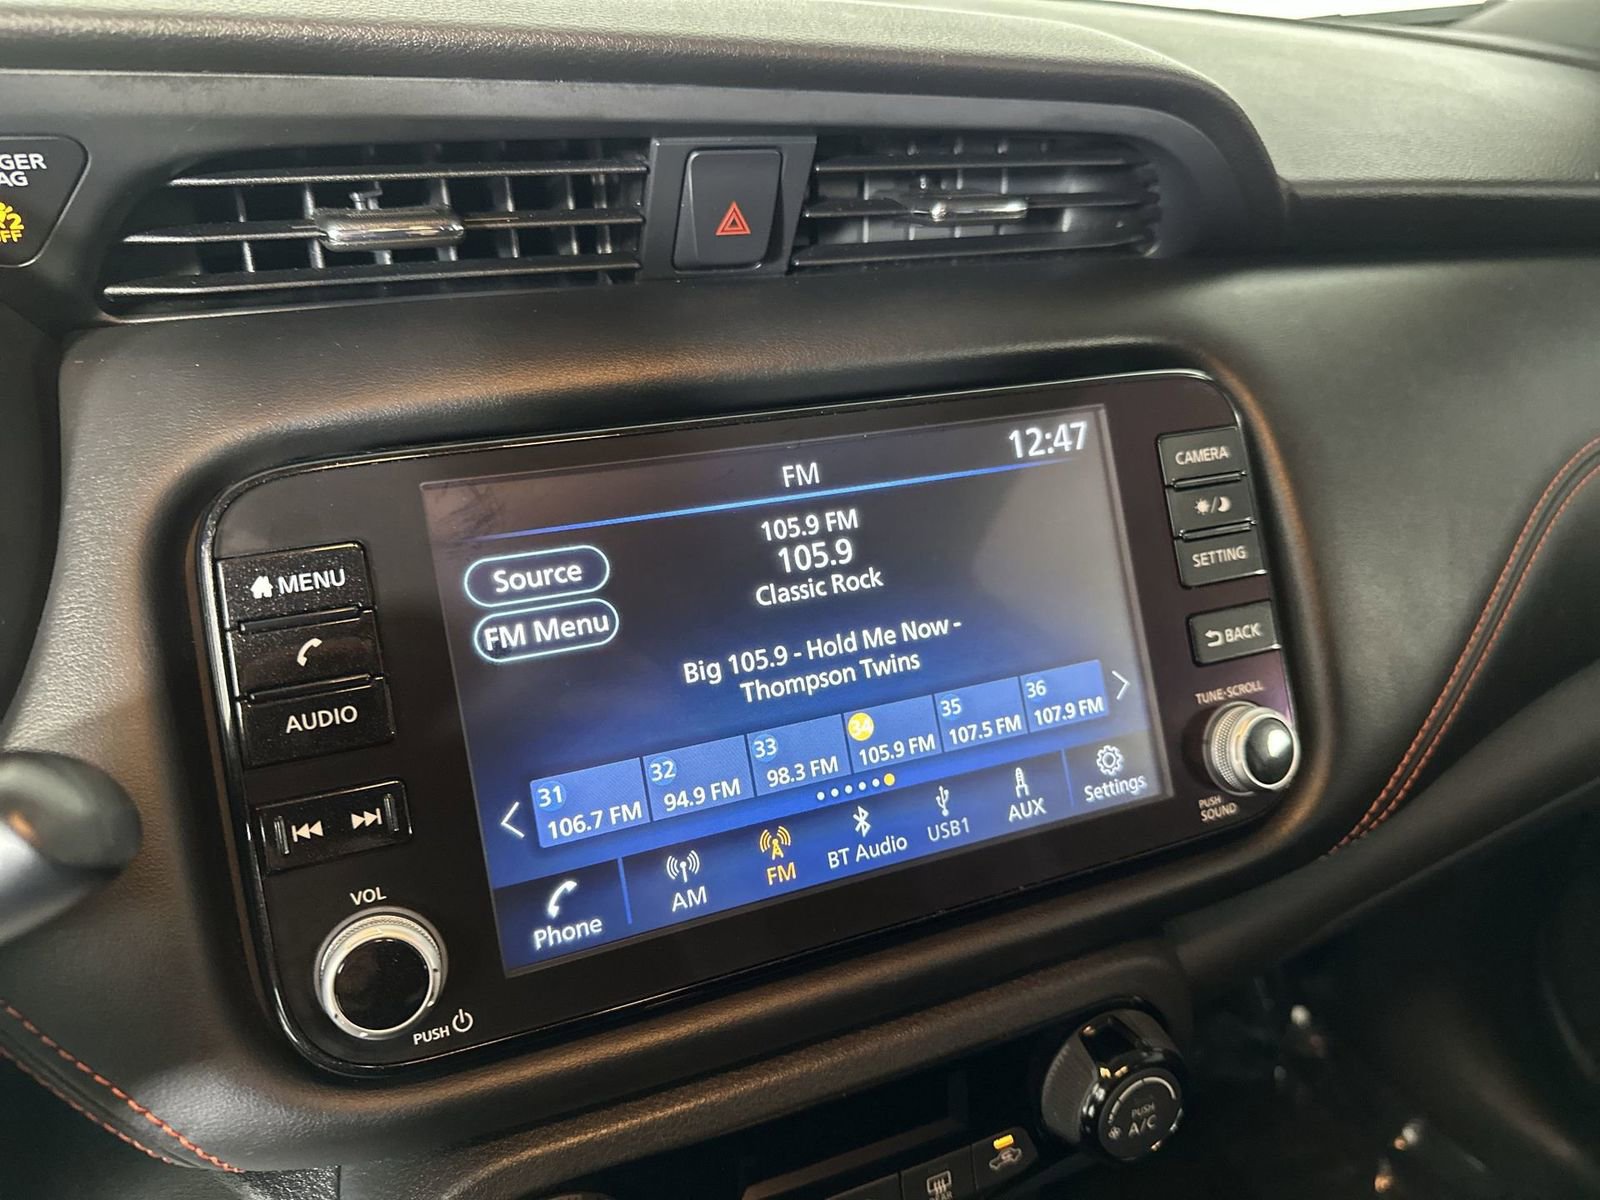 GER
AG
2
OFF
12:47
FM
105.9 FM
105.9
Classic Rock
Source
FM Menu
Big 105.9 - Hold Me Now -
Thompson Twins
31
106.7 FM
32
94.9 FM
33
98.3 FM
34
105.9 FM
35
107.5 FM
36
107.9 FM
Phone
AM
FM
BT Audio
USB1
AUX
Settings
MENU
AUDIO
VOL
PUSH
CAMERA
SETTING
BACK
TUNE·SCROLL
PUSH
SOUND
PUSH
A/C
REAR